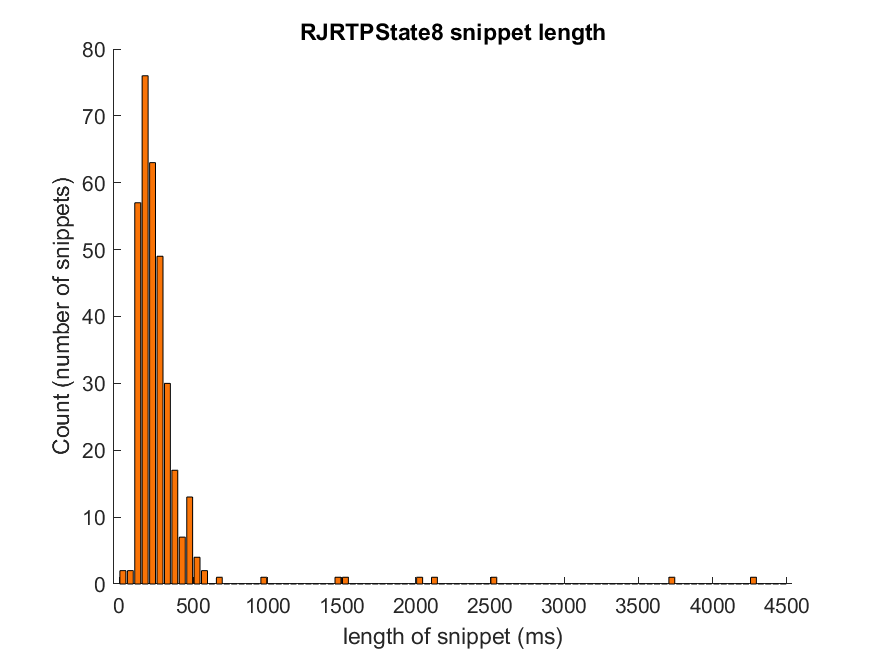 RJRTPState8 snippet length
80
70
60
50
40
30
20
10
0
Count (number of snippets)
0 500 1000 1500 2000 2500 3000 3500 4000 4500
length of snippet (ms)